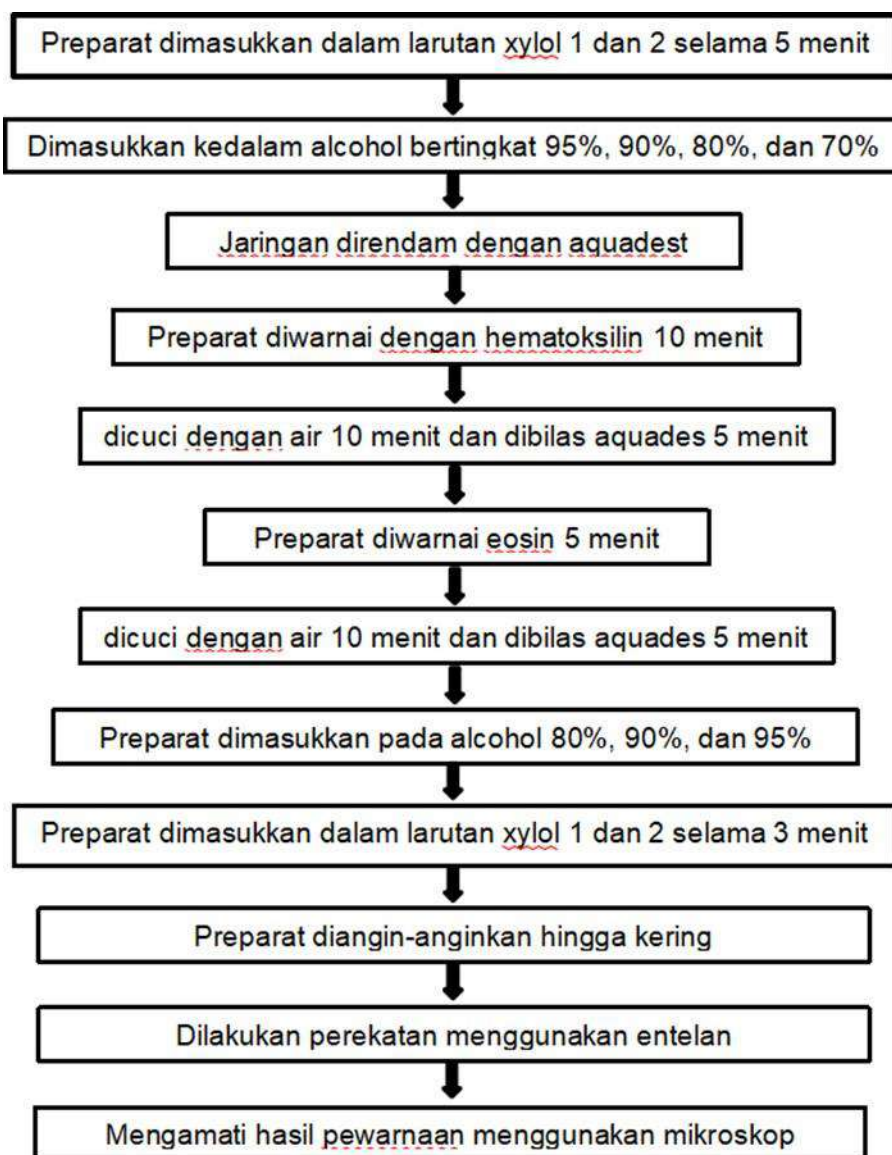 Preparat dimasukkan dalam larutan xylol 1 dan 2 selama 5 menit
Dimasukkan kedalam alcohol bertingkat 95%, 90%, 80%, dan 70%
Jaringan direndam dengan aquadest
Preparat diwarnai dengan hematoksilin 10 menit
dicuci dengan air 10 menit dan dibilas aquades 5 menit
Preparat diwarnai eosin 5 menit
dicuci dengan air 10 menit dan dibilas aquades 5 menit
Preparat dimasukkan pada alcohol 80%, 90%, dan 95%
Preparat dimasukkan dalam larutan xylol 1 dan 2 selama 3 menit
Preparat diangin-anginkan hingga kering
Dilakukan perekatan menggunakan entelan
Mengamati hasil pewarnaan menggunakan mikroskop